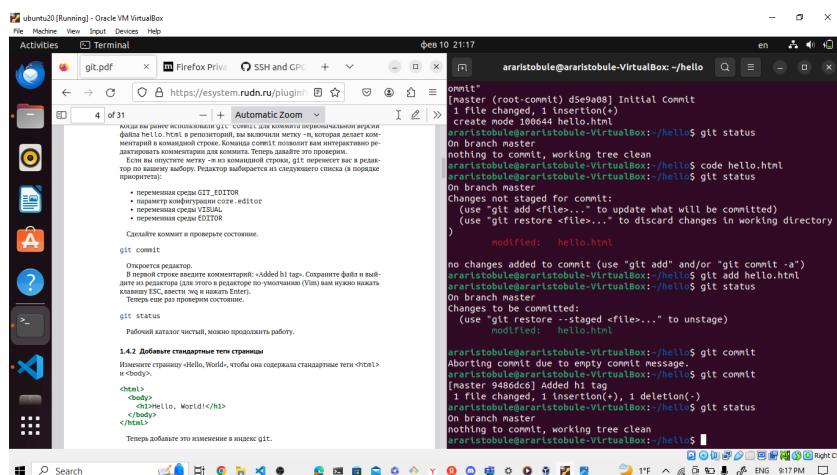 ubuntu20 [Running] - Oracle VM VirtualBox
File Machine View Input Devices Help
Activities
Terminal
фев 10 21:17
en
git.pdf
Firefox Priva
SSH and GPG
https://esystem.rudn.ru/pluginfi
4 of 31
Automatic Zoom
Когда вы ранее использовали git commit для коммита первоначальной версии
файла hello.html в репозиторий, вы включили метку -m, которая делает ком-
ментарий в командной строке. Команда commit позволит вам интерактивно ре-
дактировать комментарии для коммита. Теперь давайте это проверим.
Если вы опустите метку -m из командной строки, git перенесет вас в редак-
тор по вашему выбору. Редактор выбирается из следующего списка (в порядке
приоритета):
• переменная среды GIT_EDITOR
• параметр конфигурации core.editor
• переменная среды VISUAL
• переменная среды EDITOR
Сделайте коммит и проверьте состояние.
git commit
Откроется редактор.
В первой строке введите комментарий: «Added h1 tag». Сохраните файл и вый-
дите из редактора (для этого в редакторе по-умолчанию (Vim) вам нужно нажать
клавишу ESC, ввести :wq и нажать Enter).
Теперь еще раз проверим состояние.
git status
Рабочий каталог чистый, можно продолжить работу.
1.4.2 Добавьте стандартные теги страницы
Измените страницу «Hello, World», чтобы она содержала стандартные теги <html>
и <body>.
<html>
<body>
<h1>Hello, World!</h1>
</body>
</html>
Теперь добавьте это изменение в индекс git.
araristobule@araristobule-VirtualBox: ~/hello
ommit"
[master (root-commit) d5e9a08] Initial Commit
1 file changed, 1 insertion(+)
create mode 100644 hello.html
araristobule@araristobule-VirtualBox:~/hello$ git status
On branch master
nothing to commit, working tree clean
araristobule@araristobule-VirtualBox:~/hello$ code hello.html
araristobule@araristobule-VirtualBox:~/hello$ git status
On branch master
Changes not staged for commit:
(use "git add <file>..." to update what will be committed)
(use "git restore <file>..." to discard changes in working directory
)
modified: hello.html
no changes added to commit (use "git add" and/or "git commit -a")
araristobule@araristobule-VirtualBox:~/hello$ git add hello.html
araristobule@araristobule-VirtualBox:~/hello$ git status
On branch master
Changes to be committed:
(use "git restore --staged <file>..." to unstage)
modified: hello.html
araristobule@araristobule-VirtualBox:~/hello$ git commit
Aborting commit due to empty commit message.
araristobule@araristobule-VirtualBox:~/hello$ git commit
[master 9486dc6] Added h1 tag
1 file changed, 1 insertion(+), 1 deletion(-)
araristobule@araristobule-VirtualBox:~/hello$ git status
On branch master
nothing to commit, working tree clean
araristobule@araristobule-VirtualBox:~/hello$
Right C
Search
1°F
ENG
9:17 PM